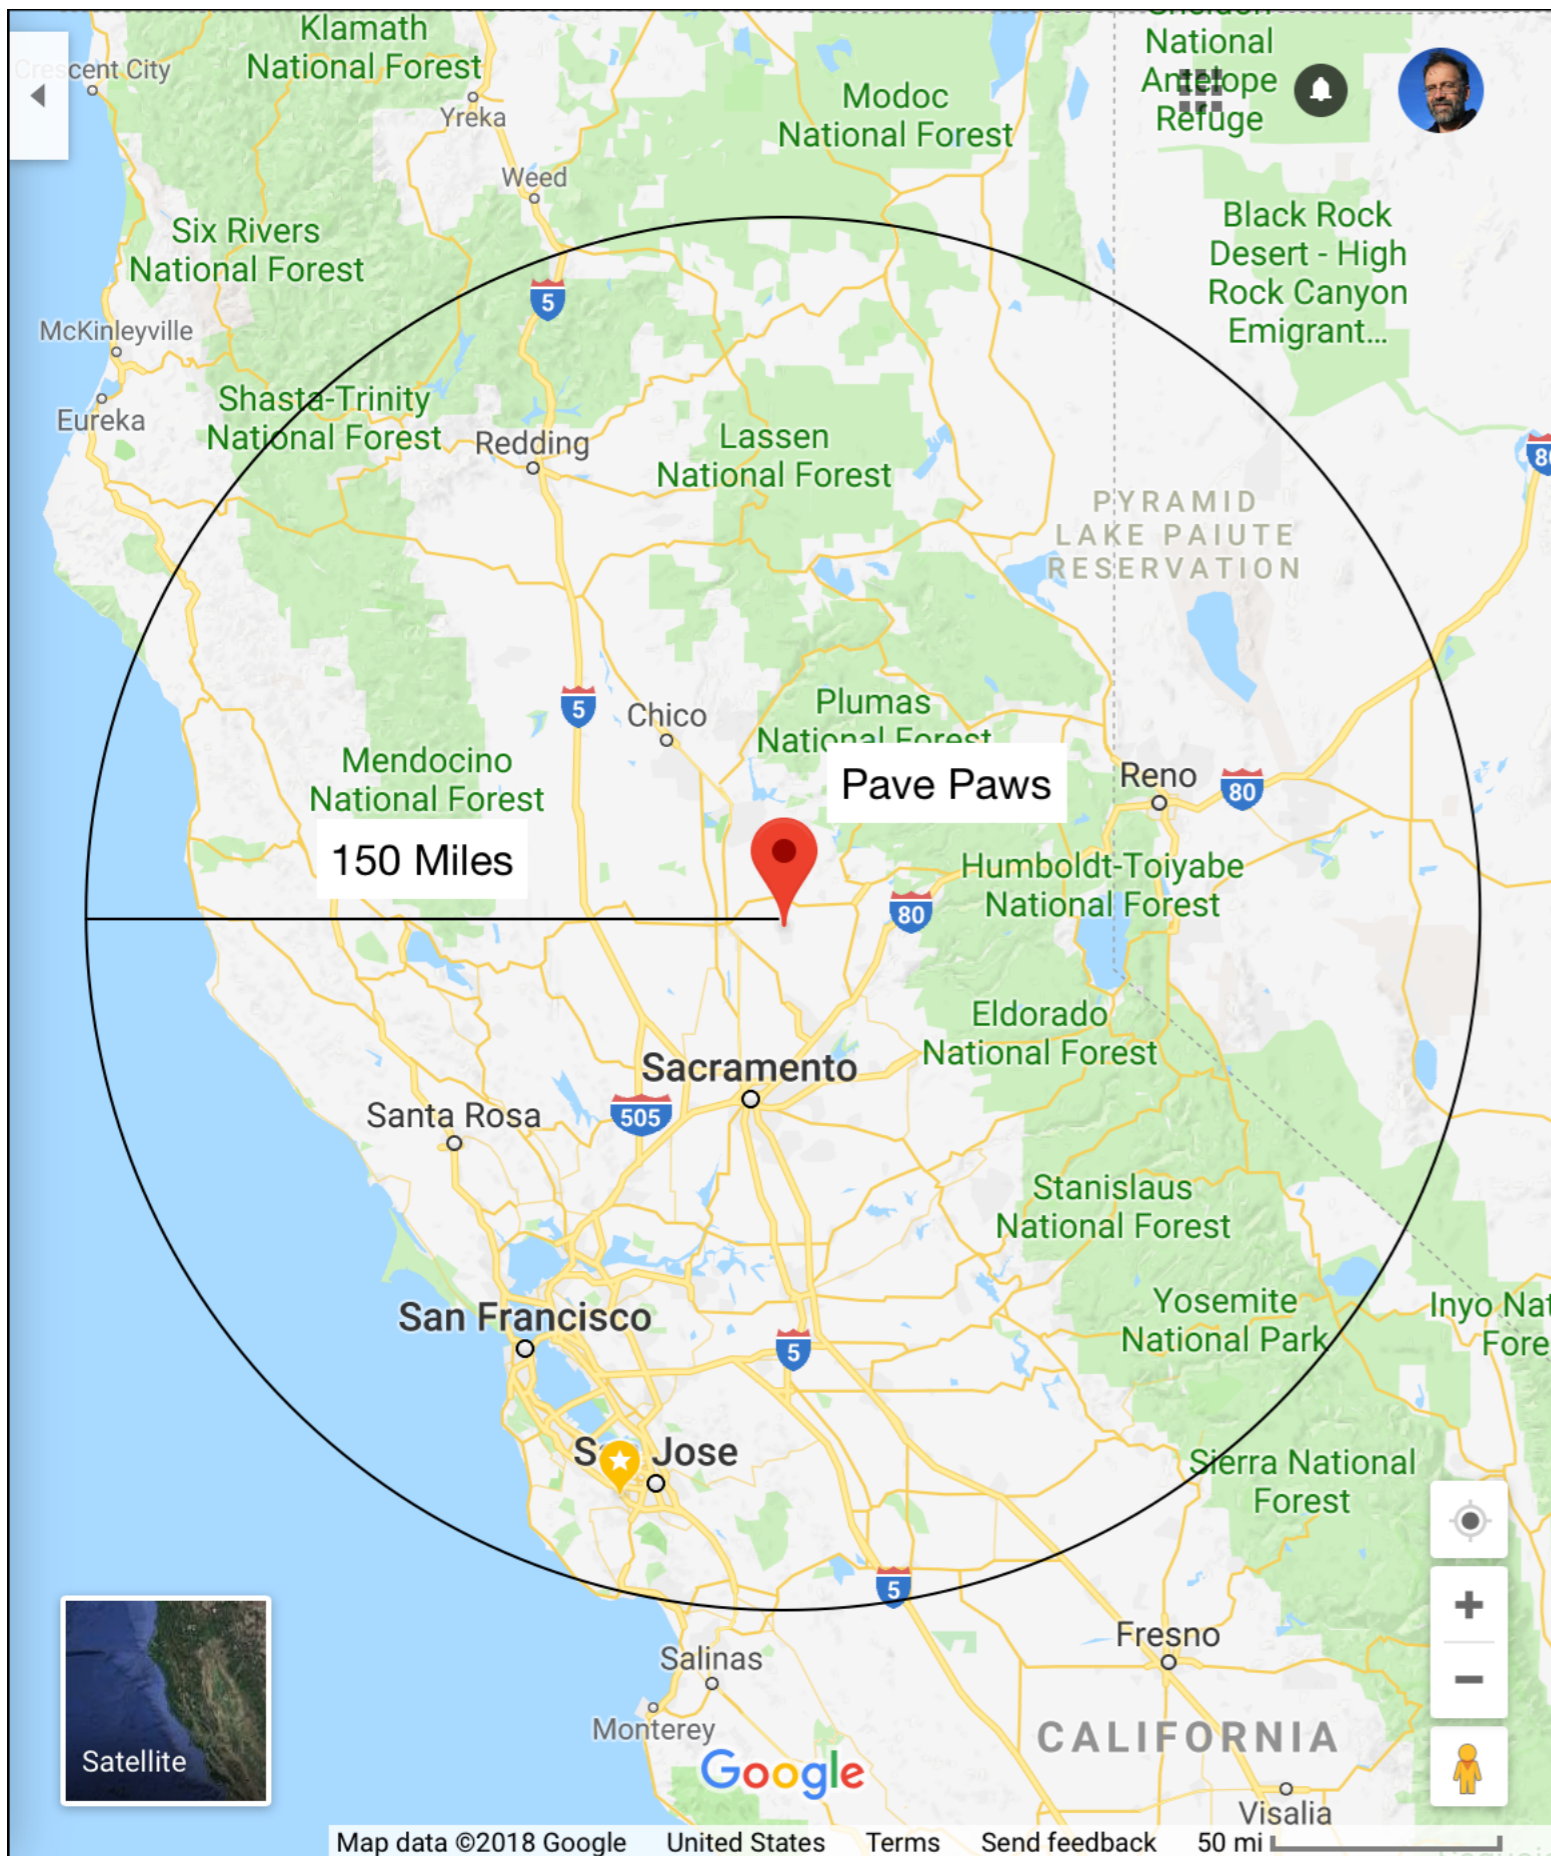 Klamath
National Forest
Crescent City
Yreka
National
Antelope
Refuge
Modoc
National Forest
Weed
Six Rivers
National Forest
Black Rock
Desert - High
Rock Canyon
Emigrant...
5
McKinleyville
Eureka
Shasta-Trinity
National Forest
Redding
Lassen
National Forest
80
PYRAMID
LAKE PAIUTE
RESERVATION
5
Chico
Plumas
National Forest
Mendocino
National Forest
Pave Paws
Reno
80
150 Miles
Humboldt-Toiyabe
National Forest
80
Eldorado
National Forest
Sacramento
505
Santa Rosa
Stanislaus
National Forest
San Francisco
5
Yosemite
National Park
Inyo Nat
Fore
San Jose
Sierra National
Forest
5
Fresno
Salinas
Monterey
CALIFORNIA
Google
Satellite
Visalia
Map data ©2018 Google United States Terms Send feedback 50 mi